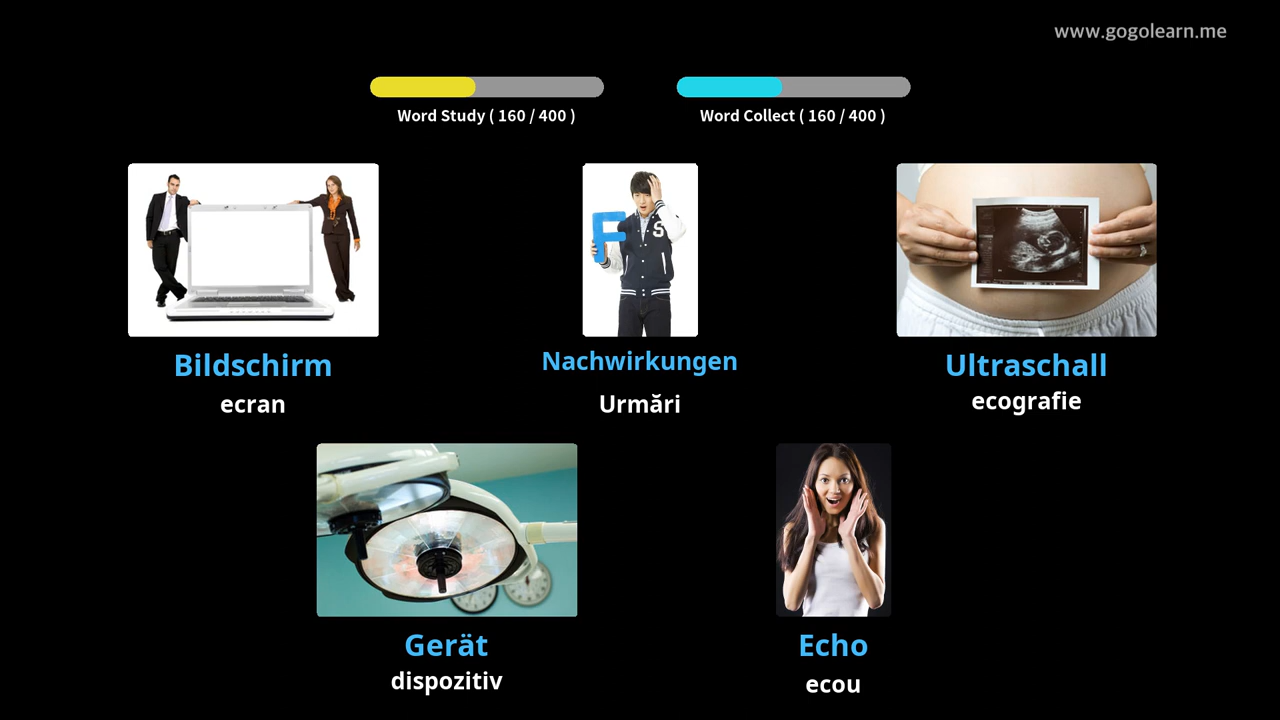 www.gogolearn.me
Word Study ( 160 / 400 )
Word Collect ( 160 / 400 )
F
S
Bildschirm
ecran
Nachwirkungen
Urmări
Ultraschall
ecografie
Gerät
dispozitiv
Echo
ecou